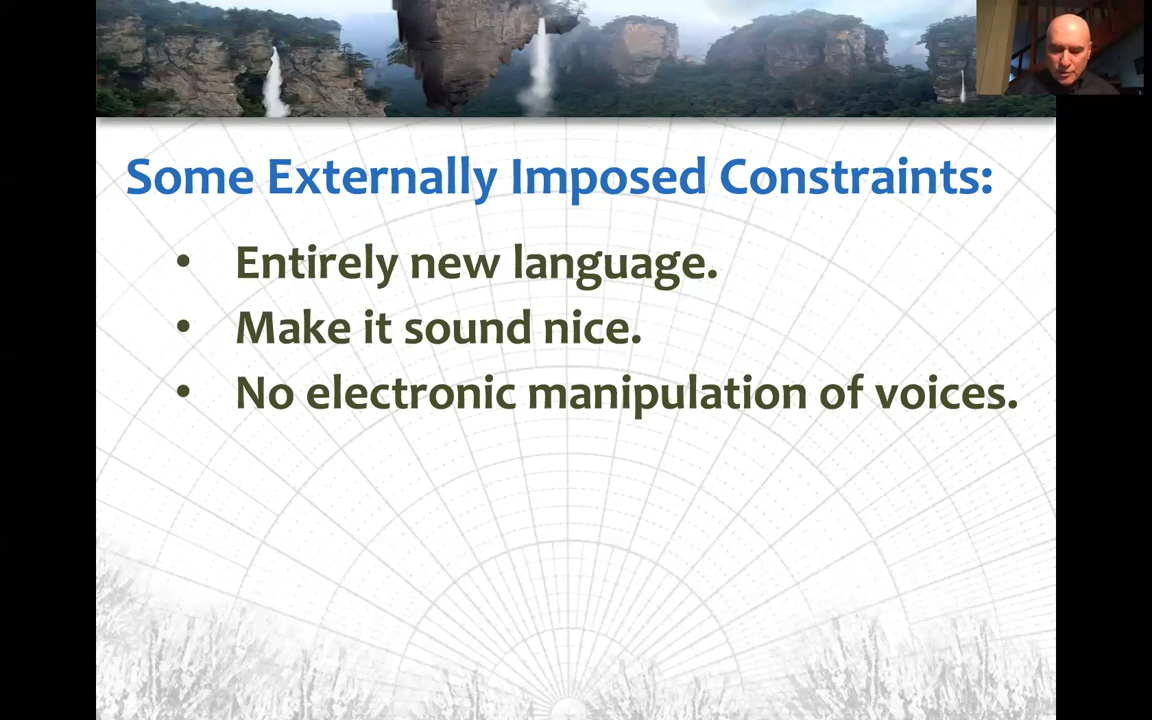 Some Externally Imposed Constraints:
• Entirely new language.
• Make it sound nice.
• No electronic manipulation of voices.